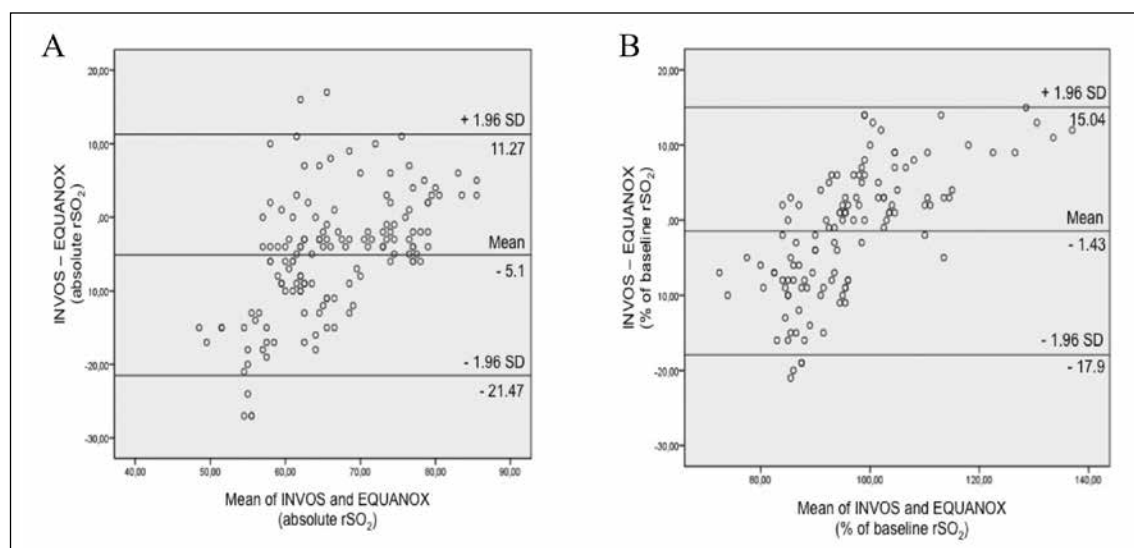 A
20,00
+ 1.96 SD
10,00
11.27
,00
Mean
- 5.1
10,00
- 1.96 SD
-20,00
- 21.47
-30,00
INVOS – EQUANOX
(absolute rSO2)
40,00 50,00 60,00 70,00 80,00 90,00
Mean of INVOS and EQUANOX
(absolute rSO2)
B
20,00
+ 1.96 SD
15.04
10,00
,00
Mean
- 1.43
10,00
- 1.96 SD
- 17.9
-20,00
-30,00
INVOS – EQUANOX
(% of baseline rSO2)
80,00 100,00 120,00 140,00
Mean of INVOS and EQUANOX
(% of baseline rSO2)